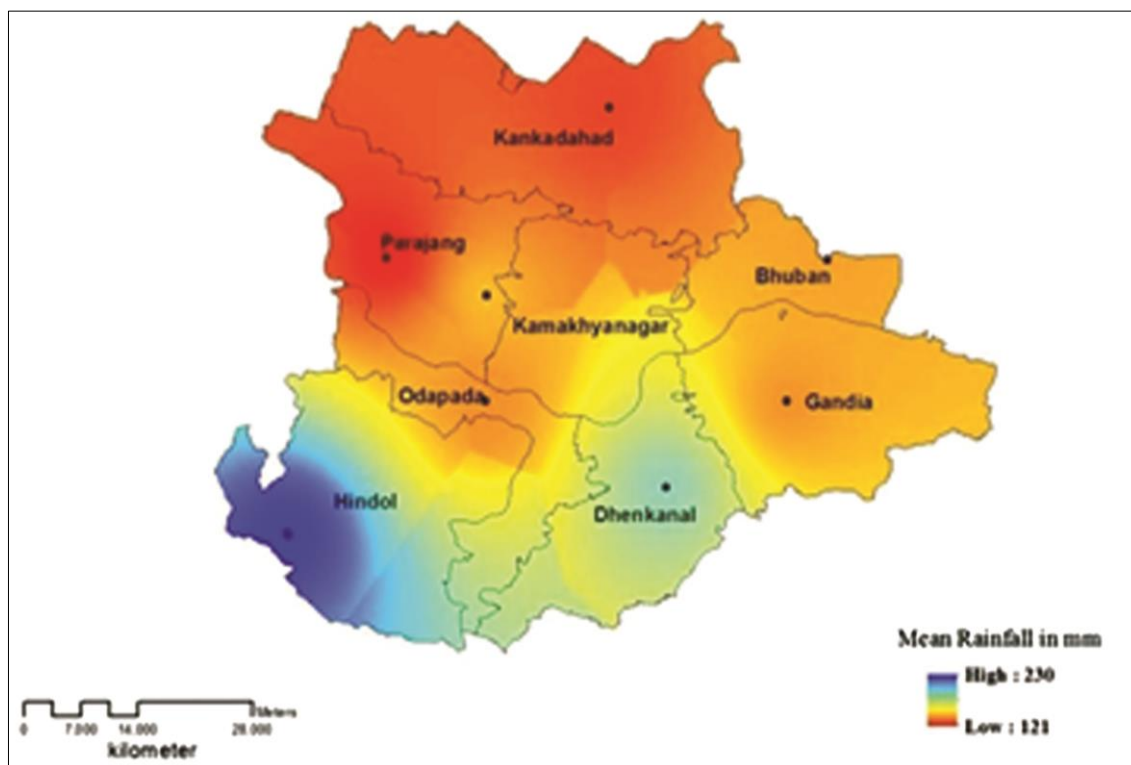 Kankadahad
Parajang
Bhuban
Kamakhyanagar
Odapada
Gandia
Hindol
Dhenkanal
Mean Rainfall in mm
High : 230
Low : 121
Meters
0 7.000 14.000 28.000
kilometer